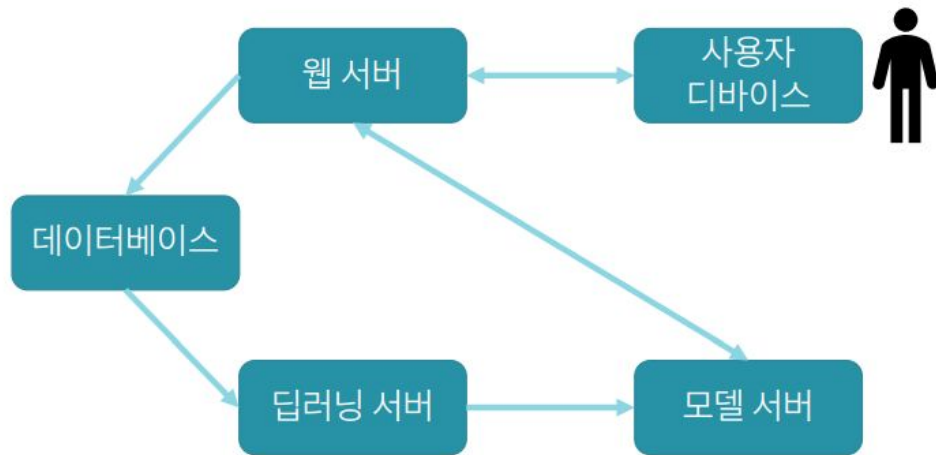 웹 서버
사용자
디바이스
데이터베이스
딥러닝 서버
모델 서버